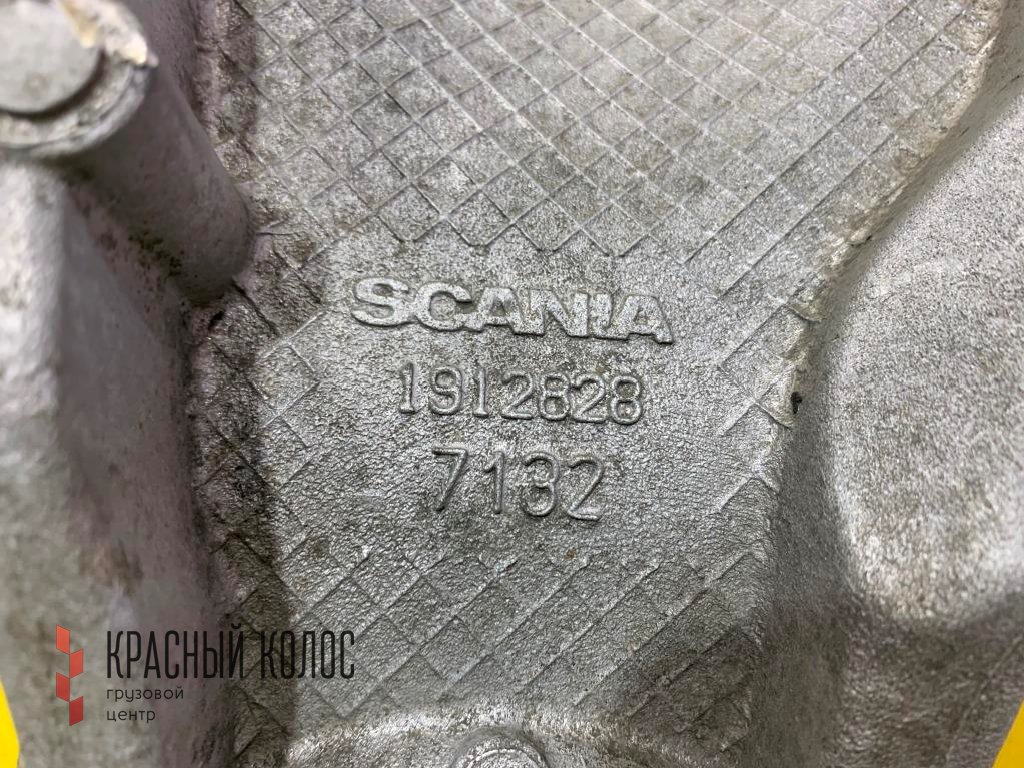 SCANIA
1912828
7132
КРАСНЫЙ КОЛОС
грузовой
центр